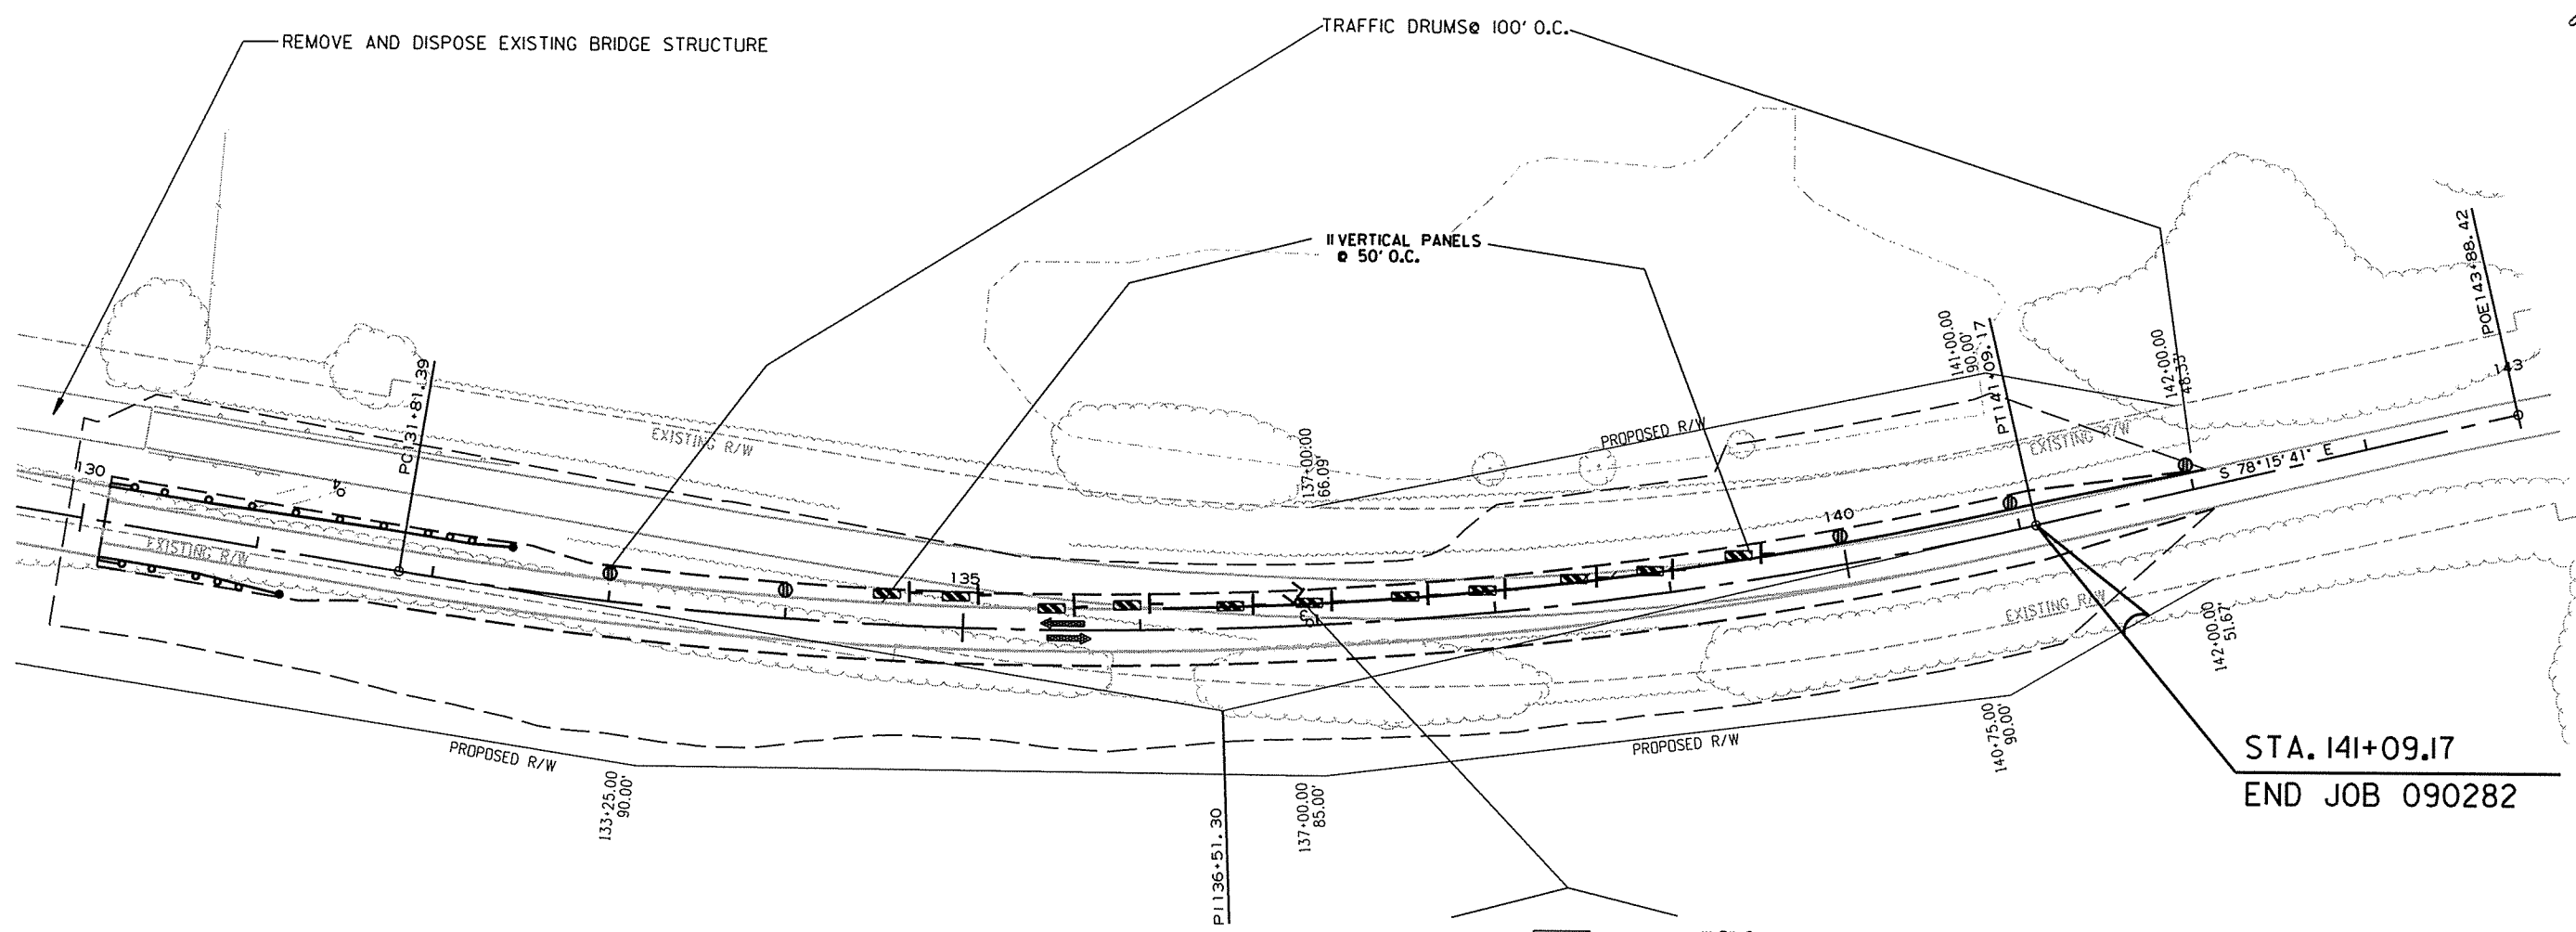 REMOVE AND DISPOSE EXISTING BRIDGE STRUCTURE
TRAFFIC DRUMS@ 100' O.C.
11 VERTICAL PANELS
@ 50' O.C.
POE143+88.42
143
141+00.00
90.00'
PT141+09.17
142+00.00
48.33'
PC131+81.39
EXISTING R/W
PROPOSED R/W
EXISTING R/W
137+00.00
66.09'
130
S 78°15'41" E
140
135
EXISTING R/W
EXISTING R/W
142+00.00
51.67'
PROPOSED R/W
133+25.00
90.00'
PI136+51.30
137+00.00
85.00'
PROPOSED R/W
140+75.00
90.00'
STA. 141+09.17
END JOB 090282